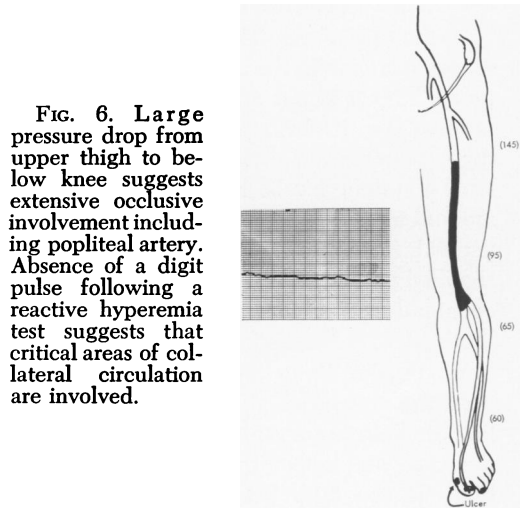 FIG. 6. Large
pressure drop from
upper thigh to be-
low knee suggests
extensive occlusive
involvement includ-
ing popliteal artery.
Absence of a digit
pulse following a
reactive hyperemia
test suggests that
critical areas of col-
lateral circulation
are involved.
(145)
(95)
(65)
(60)
Ulcer